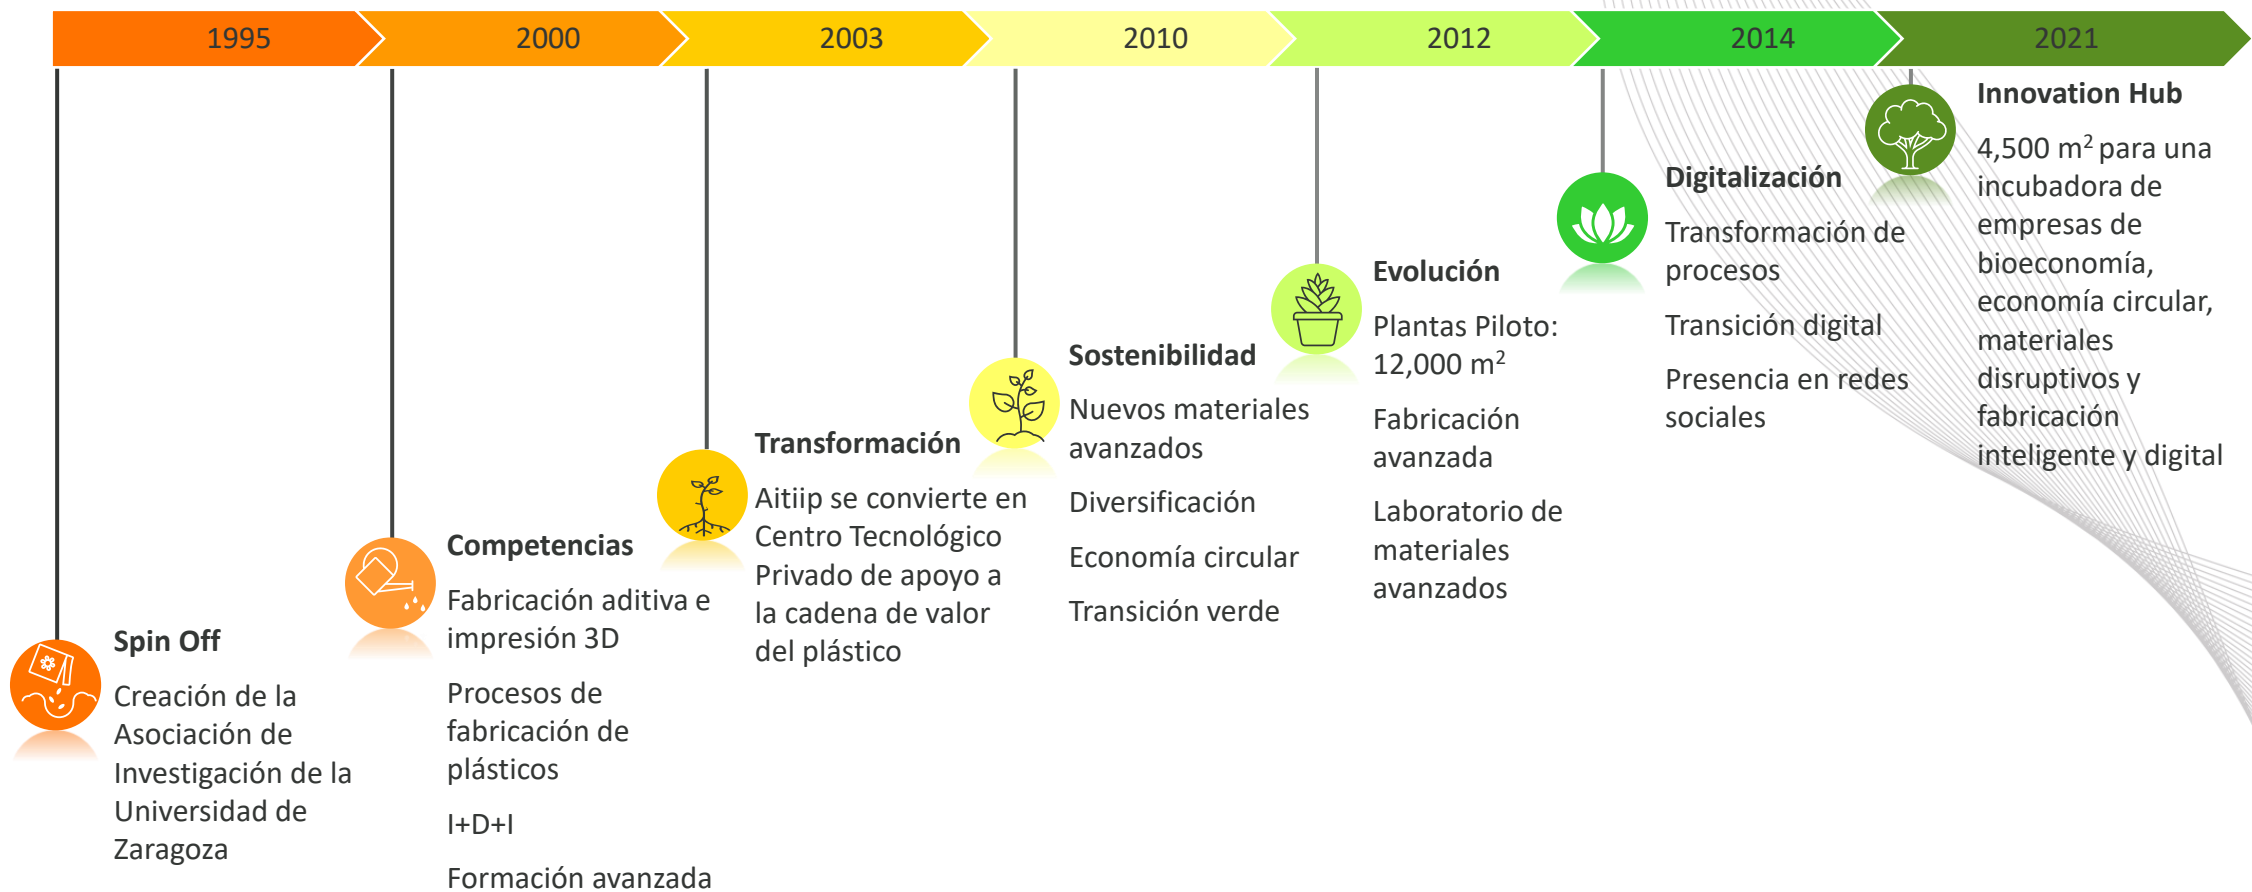 1995
2000
2003
2010
2012
2014
2021
Spin Off
Creación de la
Asociación de
Investigación de la
Universidad de
Zaragoza
Competencias
Fabricación aditiva e
impresión 3D
Procesos de
fabricación de
plásticos
I+D+I
Formación avanzada
Transformación
Aitiip se convierte en
Centro Tecnológico
Privado de apoyo a
la cadena de valor
del plástico
Sostenibilidad
Nuevos materiales
avanzados
Diversificación
Economía circular
Transición verde
Evolución
Plantas Piloto:
12,000 m²
Fabricación
avanzada
Laboratorio de
materiales
avanzados
Digitalización
Transformación de
procesos
Transición digital
Presencia en redes
sociales
Innovation Hub
4,500 m² para una
incubadora de
empresas de
bioeconomía,
economía circular,
materiales
disruptivos y
fabricación
inteligente y digital